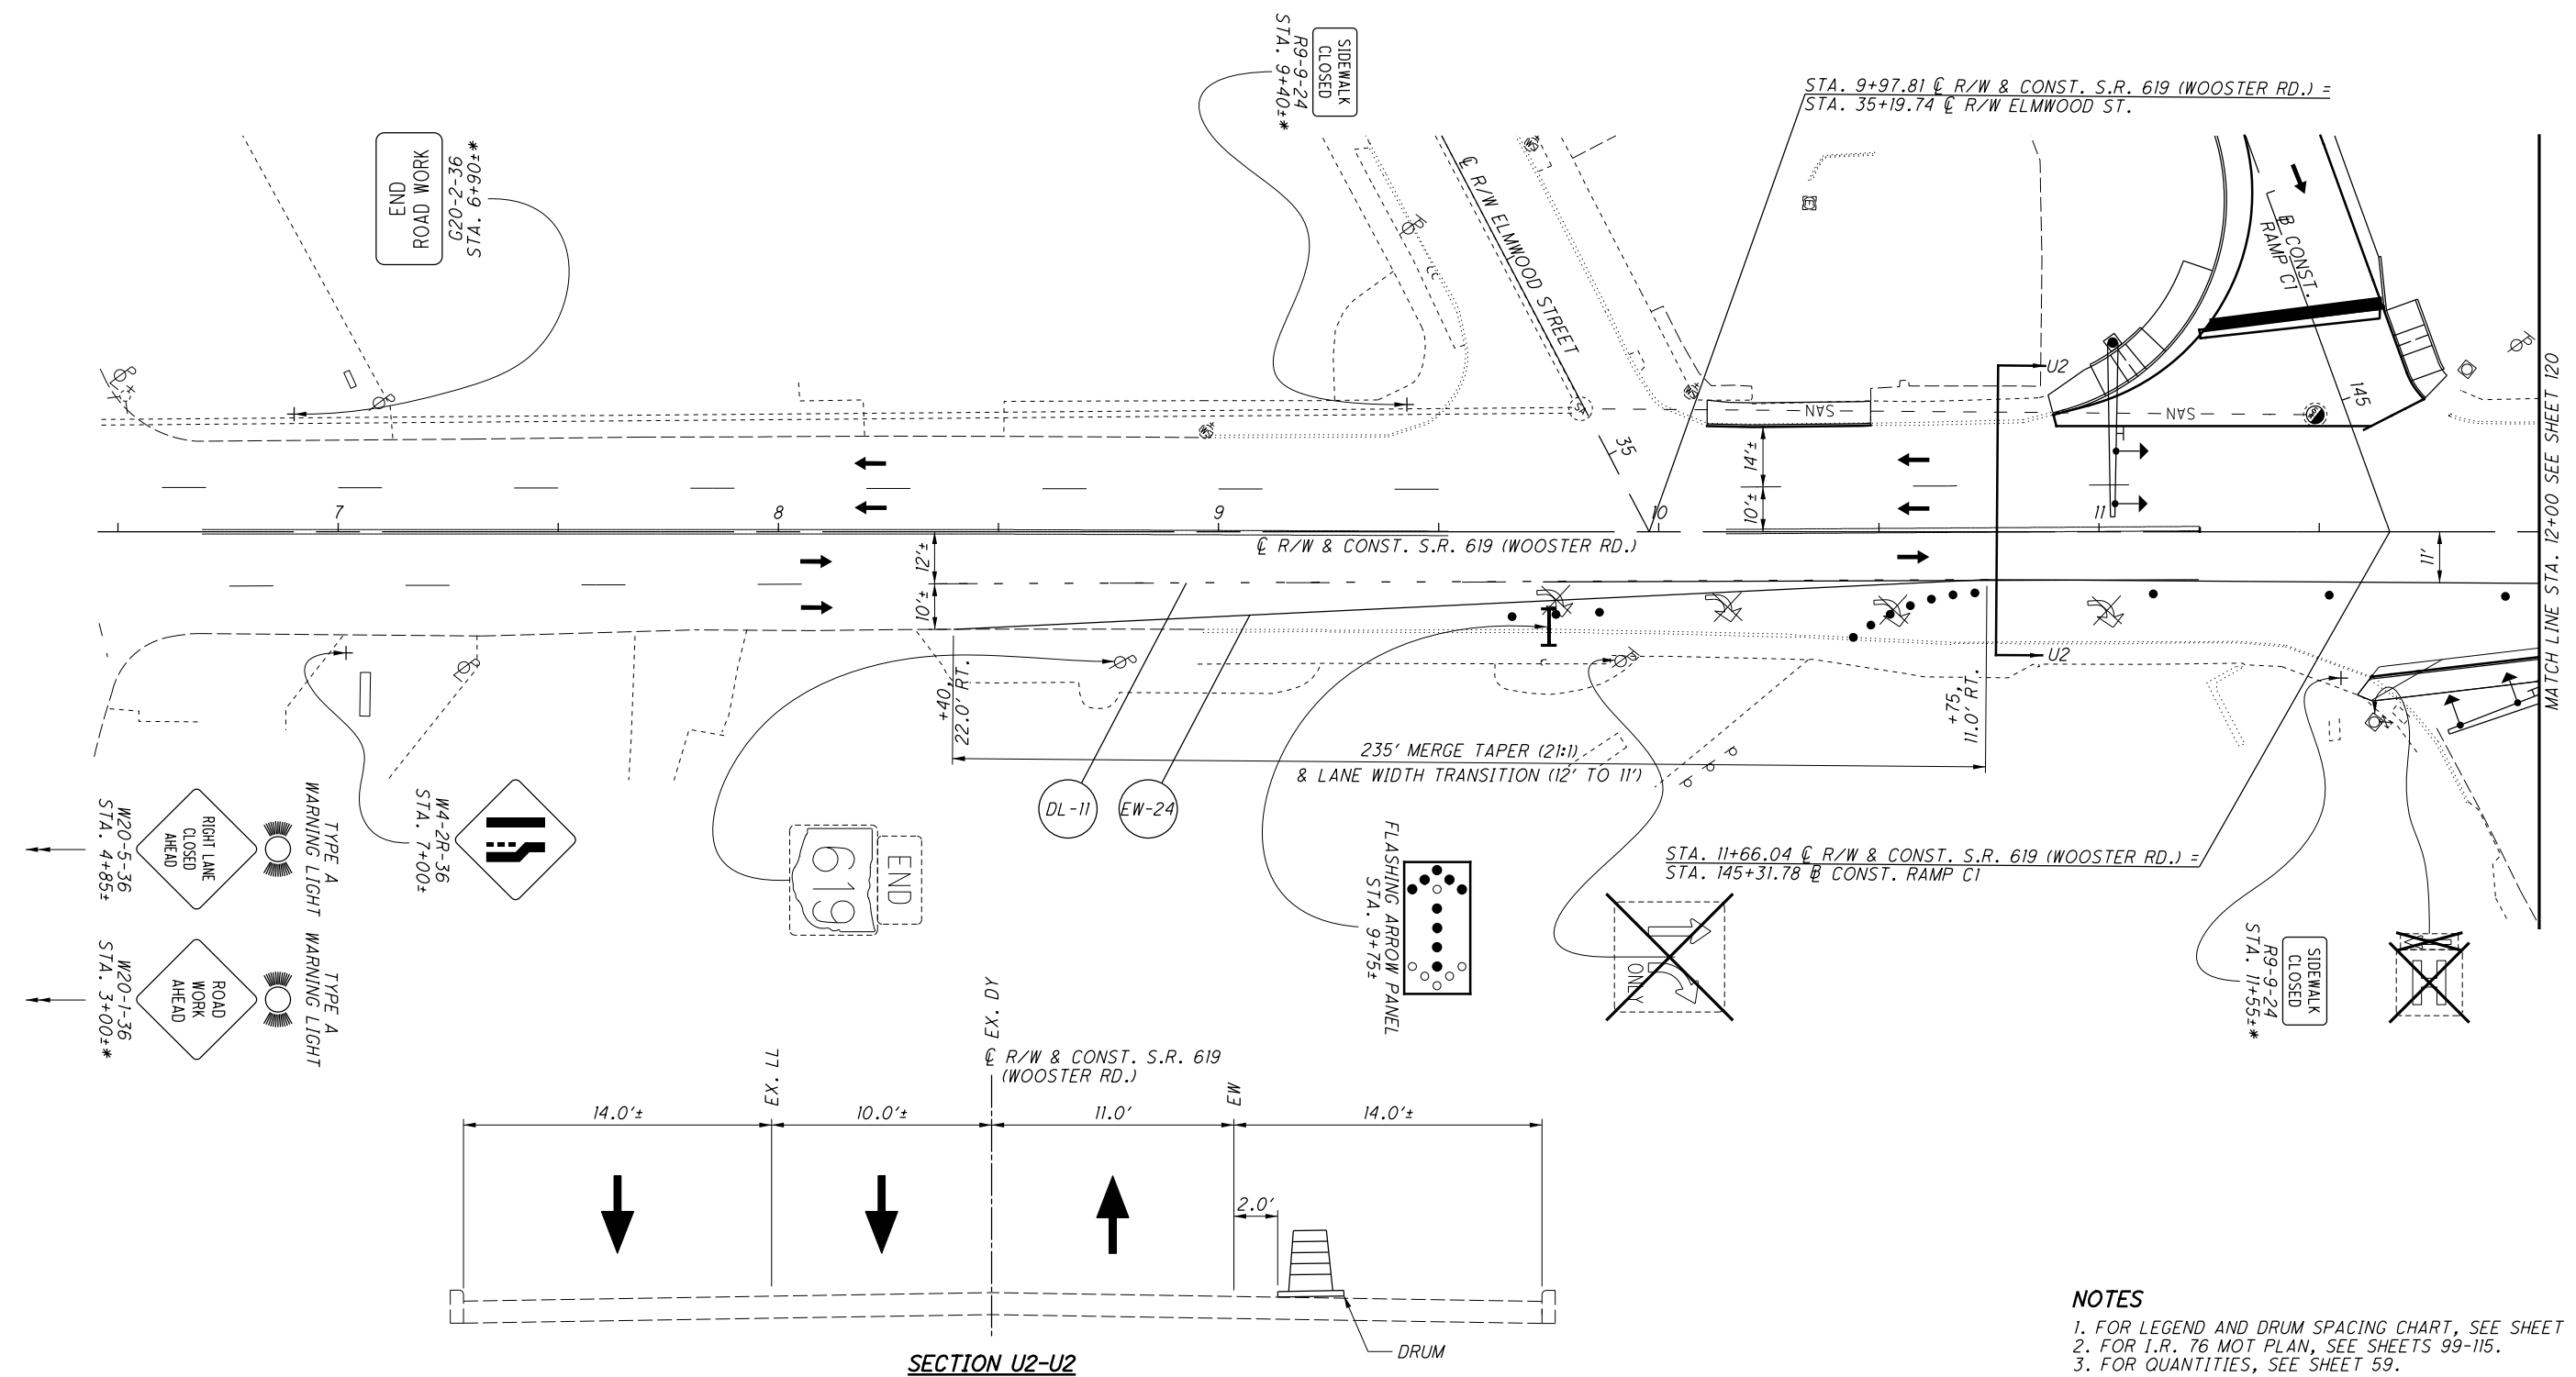 SIDEWALK
CLOSED
R9-9-24
STA. 9+40±*
STA. 9+97.81 ℄ R/W & CONST. S.R. 619 (WOOSTER RD.) =
STA. 35+19.74 ℄ R/W ELMWOOD ST.
END
ROAD WORK
G20-2-36
STA. 6+90±*
℄ R/W ELMWOOD STREET
B CONST.
RAMP C1
U2
145
SAN
SAN
35
14'±
10'±
7
8
9
10
11
℄ R/W & CONST. S.R. 619 (WOOSTER RD.)
12'±
10'±
11'
MATCH LINE STA. 12+00 SEE SHEET 120
U2
+40,
22.0' RT.
+75,
11.0' RT.
235' MERGE TAPER (21:1)
& LANE WIDTH TRANSITION (12' TO 11')
DL-11
EW-24
TYPE A
WARNING LIGHT
RIGHT LANE
CLOSED
AHEAD
W20-5-36
STA. 4+85±
W4-2R-36
STA. 7+00±
END
619
FLASHING ARROW PANEL
STA. 9+75±
ONLY
STA. 11+66.04 ℄ R/W & CONST. S.R. 619 (WOOSTER RD.) =
STA. 145+31.78 B CONST. RAMP C1
SIDEWALK
CLOSED
R9-9-24
STA. 11+55±*
TYPE A
WARNING LIGHT
ROAD
WORK
AHEAD
W20-1-36
STA. 3+00±*
EX. LL
EX. DY
℄ R/W & CONST. S.R. 619
(WOOSTER RD.)
EW
14.0'±
10.0'±
11.0'
14.0'±
2.0'
DRUM
SECTION U2-U2
NOTES
1. FOR LEGEND AND DRUM SPACING CHART, SEE SHEET
2. FOR I.R. 76 MOT PLAN, SEE SHEETS 99-115.
3. FOR QUANTITIES, SEE SHEET 59.